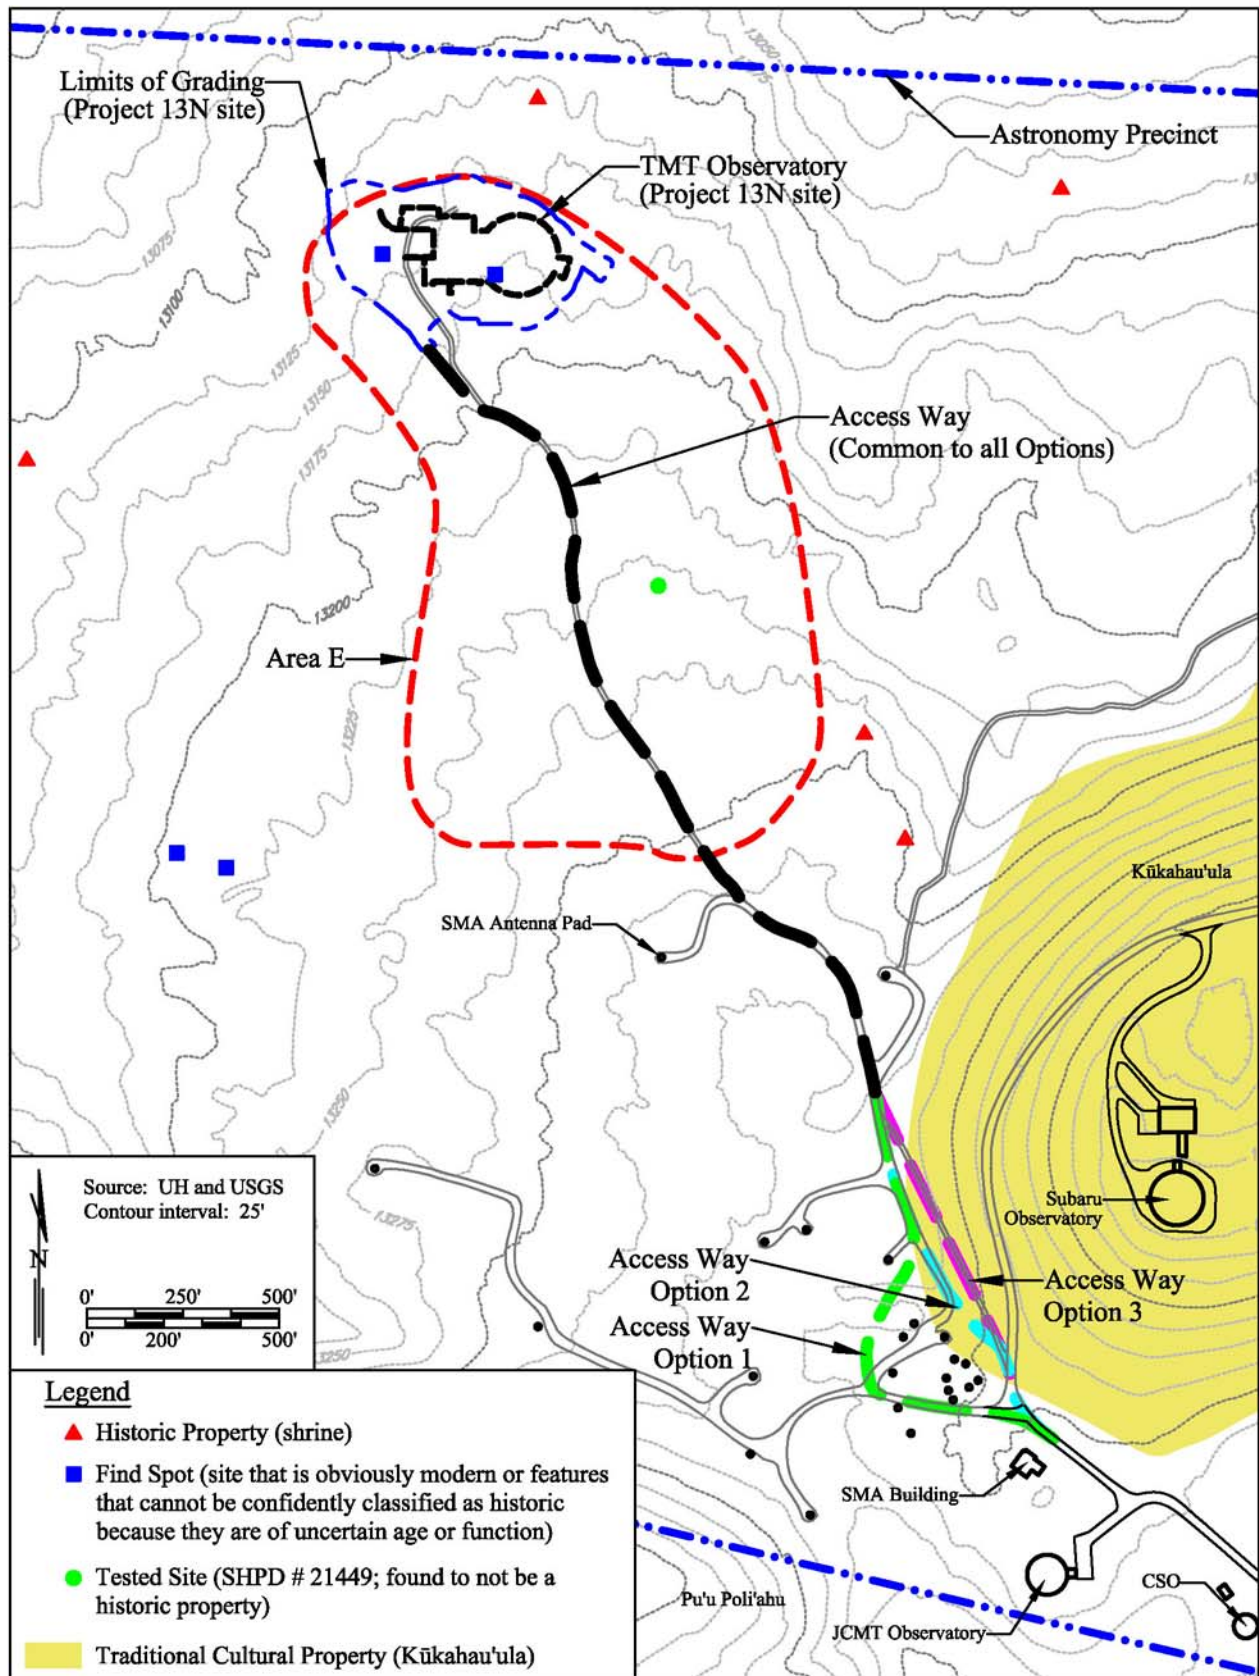 Limits of Grading
(Project 13N site)
13050
13075
Astronomy Precinct
TMT Observatory
(Project 13N site)
13075
13100
13125
13150
13175
Access Way
(Common to all Options)
13200
Area E
13225
Kūkahau'ula
SMA Antenna Pad
13250
13275
Source: UH and USGS
Contour interval: 25'
N
0' 250' 500'
0' 200' 500'
13250
Subaru
Observatory
Access Way
Option 2
Access Way
Option 3
Access Way
Option 1
SMA Building
Pu'u Poli'ahu
JCMT Observatory
CSO
Legend
Historic Property (shrine)
Find Spot (site that is obviously modern or features
that cannot be confidently classified as historic
because they are of uncertain age or function)
Tested Site (SHPD # 21449; found to not be a
historic property)
Traditional Cultural Property (Kūkahau'ula)